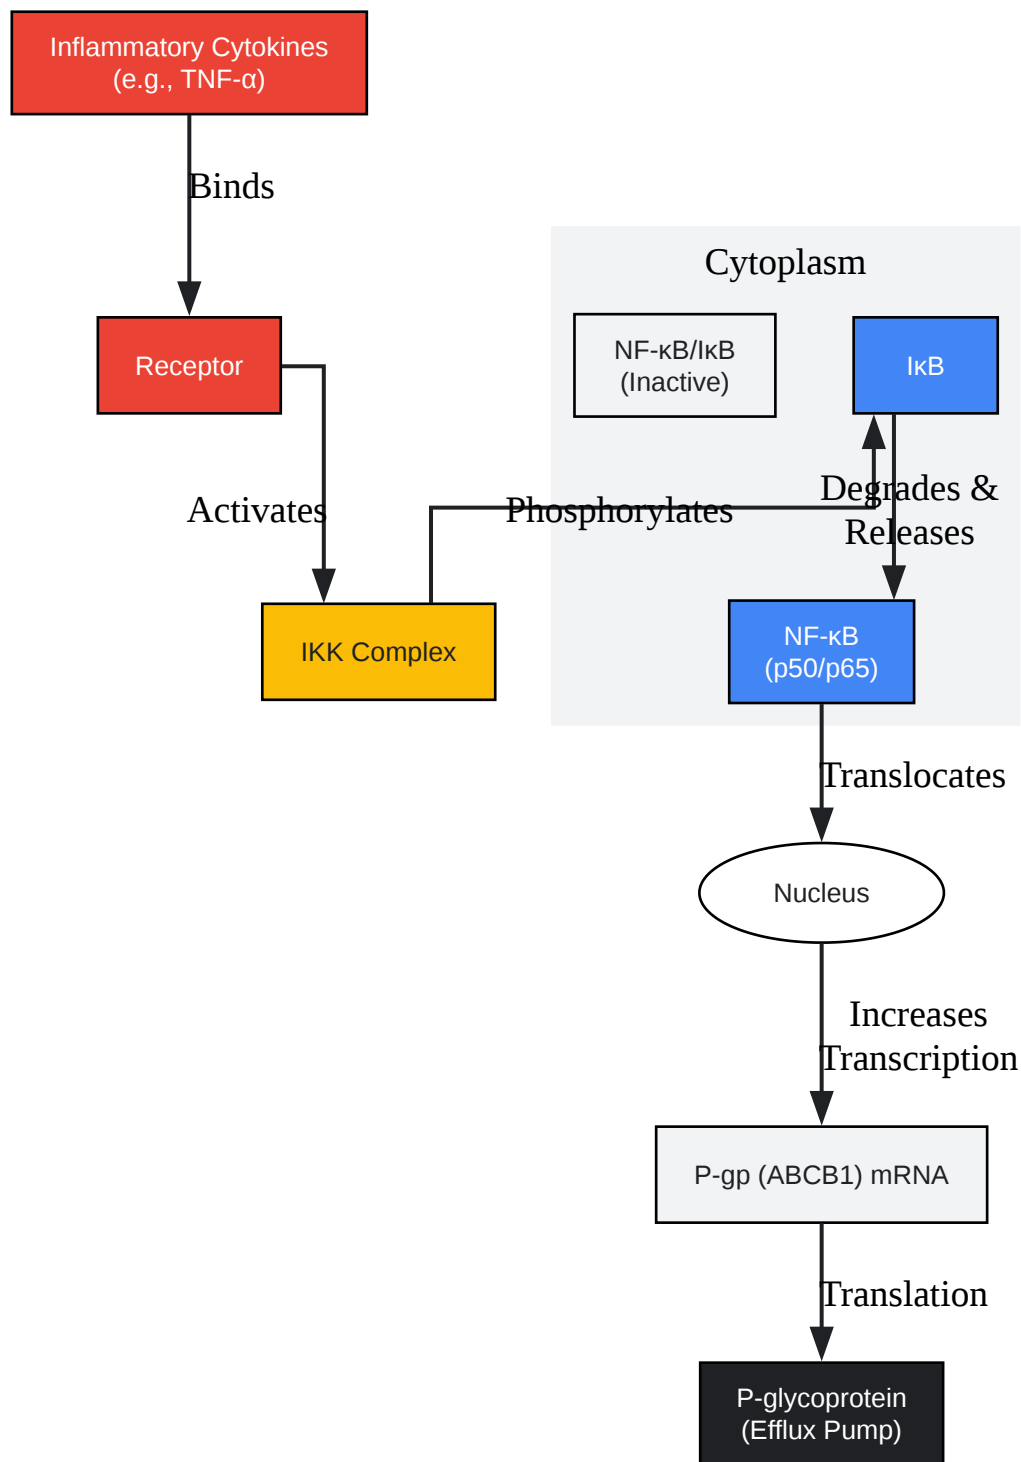 Inflammatory Cytokines
(e.g., TNF-α)
Binds
Cytoplasm
Receptor
NF-κB/IκB
(Inactive)
IκB
Activates
Phosphorylates
Degrades &
Releases
IKK Complex
NF-κB
(p50/p65)
Translocates
Nucleus
Increases
Transcription
P-gp (ABCB1) mRNA
Translation
P-glycoprotein
(Efflux Pump)